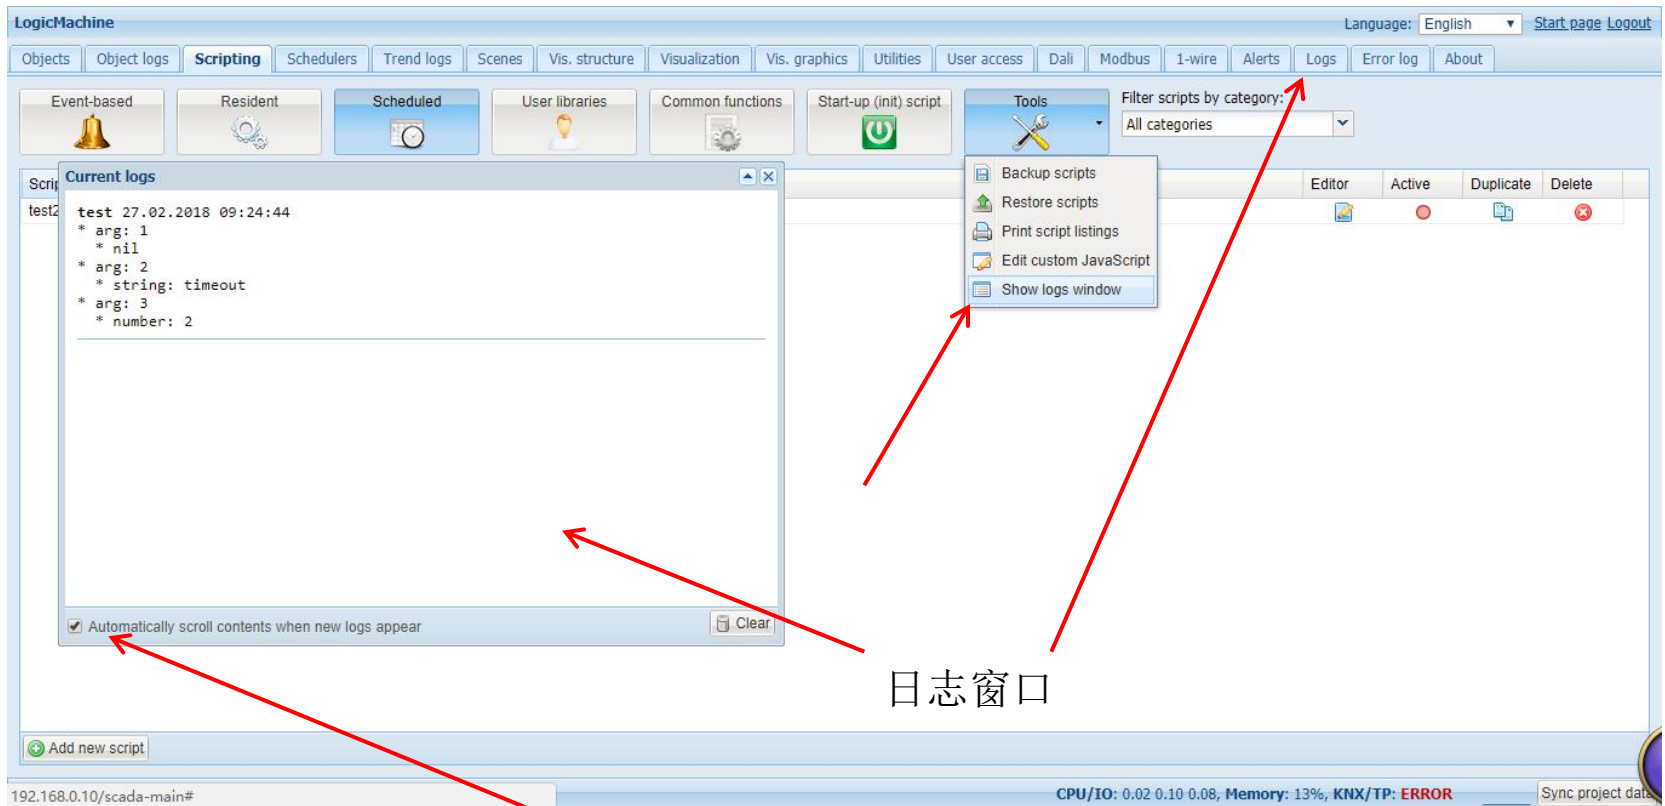 LogicMachine
Language: English Start page Logout
Objects Object logs Scripting Schedulers Trend logs Scenes Vis. structure Visualization Vis. graphics Utilities User access Dali Modbus 1-wire Alerts Logs Error log About
Event-based Resident Scheduled User libraries Common functions Start-up (init) script Tools
Filter scripts by category:
All categories
Backup scripts
Restore scripts
Print script listings
Edit custom JavaScript
Show logs window
Editor Active Duplicate Delete
test2
Current logs
test 27.02.2018 09:24:44
* arg: 1
* nil
* arg: 2
* string: timeout
* arg: 3
* number: 2
Automatically scroll contents when new logs appear Clear
日志窗口
Add new script
192.168.0.10/scada-main#
CPU/IO: 0.02 0.10 0.08, Memory: 13%, KNX/TP: ERROR
Sync project data